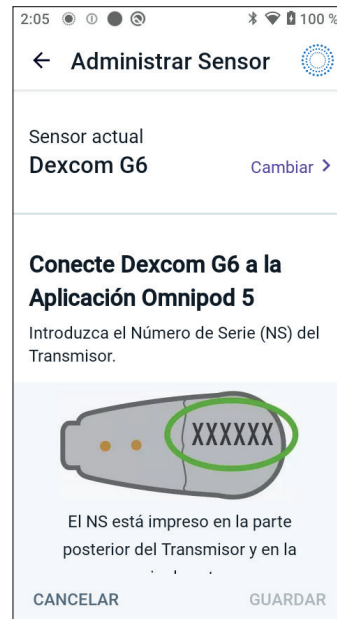 2:05 100 %
Administrar Sensor
Sensor actual
Dexcom G6 Cambiar >
Conecte Dexcom G6 a la
Aplicación Omnipod 5
Introduzca el Número de Serie (NS) del
Transmisor.
XXXXXX
El NS está impreso en la parte
posterior del Transmisor y en la
CANCELAR GUARDAR